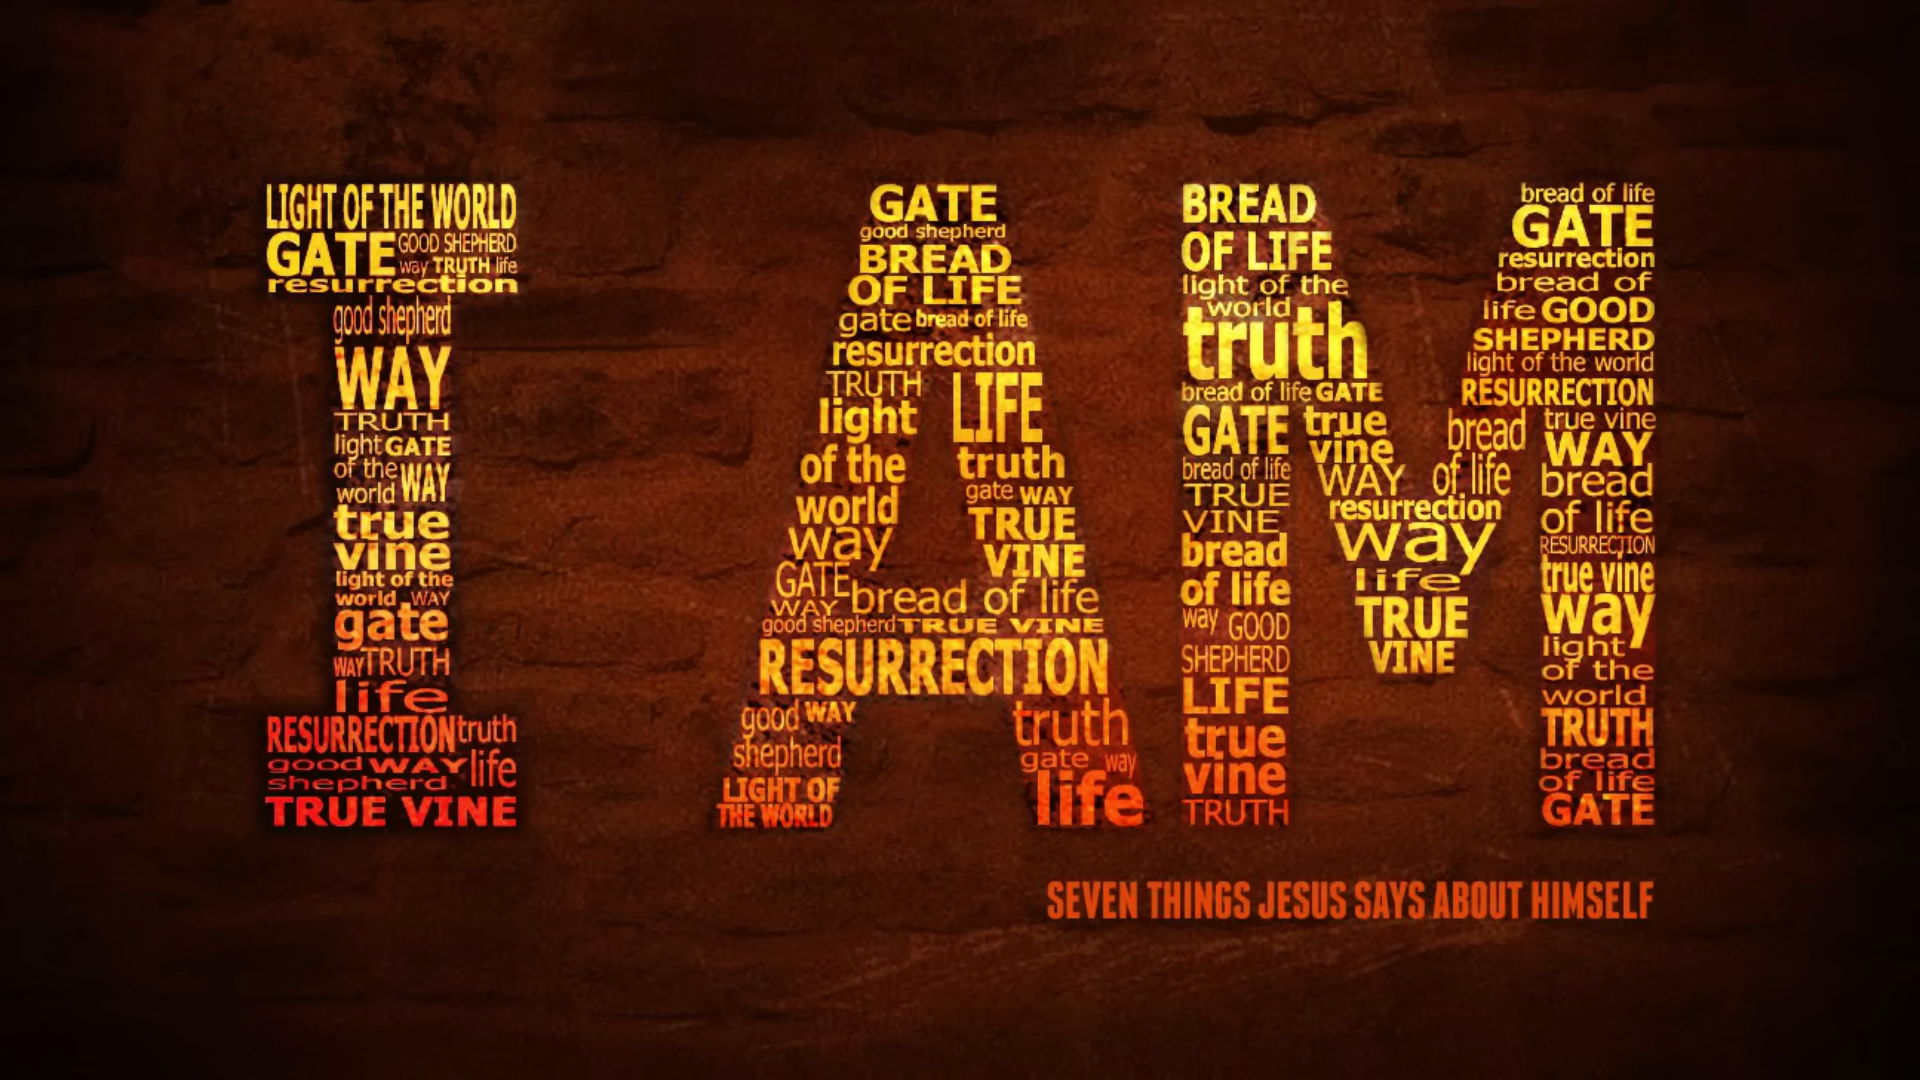 LIGHT OF THE WORLD
GATE GOOD SHEPHERD
way TRUTH life
resurrection
good shepherd
WAY
TRUTH
light GATE
of the WAY
world
true
vine
light of the
world WAY
gate
WAY TRUTH
life
RESURRECTION truth
good WAY life
shepherd
TRUE VINE
GATE
good shepherd
BREAD
OF LIFE
gate bread of life
resurrection
TRUTH LIFE
light
of the truth
world gate WAY
way TRUE
VINE
GATE bread of life
WAY
good shepherd TRUE VINE
RESURRECTION
good WAY truth
shepherd gate way
LIGHT OF life
THE WORLD
BREAD
OF LIFE
light of the
world
truth
bread of life GATE
GATE true
vine
bread of life WAY
TRUE
VINE
bread
of life
way GOOD
SHEPHERD
LIFE
true
vine
TRUTH
resurrection
way
life
TRUE
VINE
bread of life
GATE
resurrection
bread of
life GOOD
SHEPHERD
light of the world
RESURRECTION
bread true vine
of life WAY
bread
of life
RESURRECTION
true vine
way
light
of the
world
TRUTH
bread
of life
GATE
SEVEN THINGS JESUS SAYS ABOUT HIMSELF